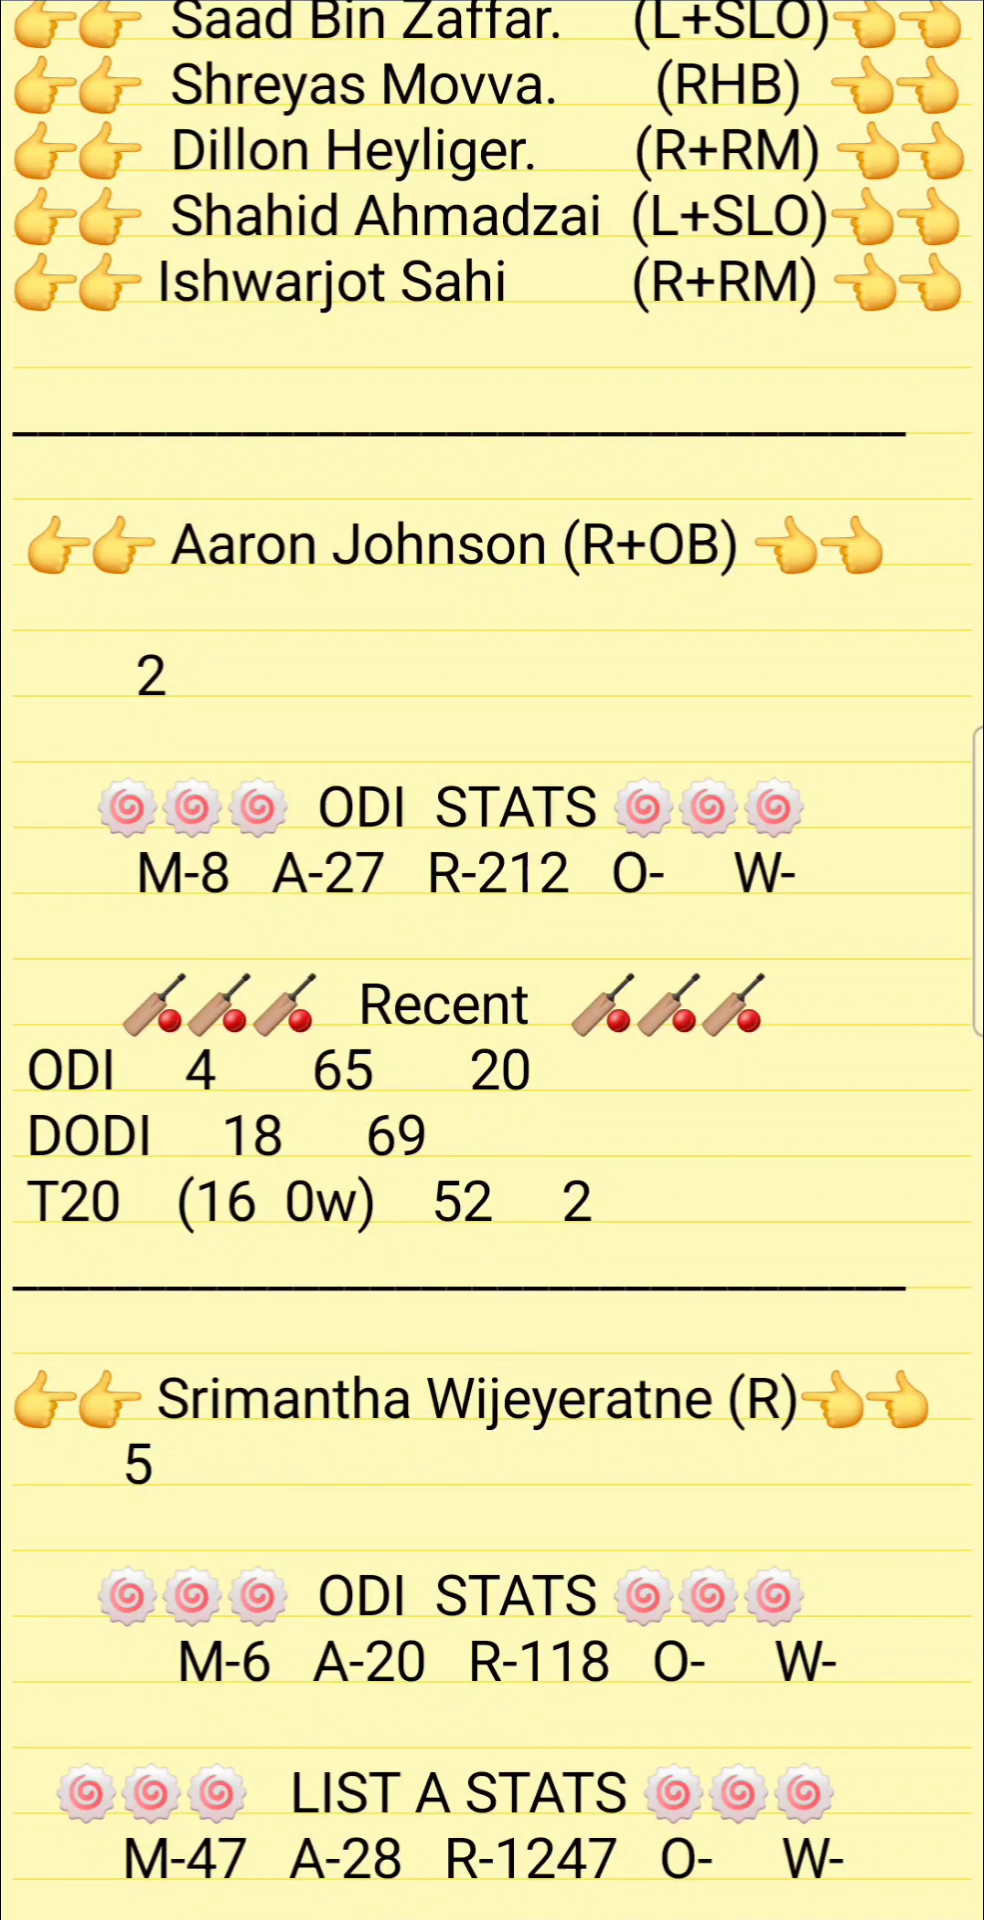 👉👉 Saad Bin Zaffar. (L+SLO)👈👈
👉👉 Shreyas Movva. (RHB) 👈👈
👉👉 Dillon Heyliger. (R+RM) 👈👈
👉👉 Shahid Ahmadzai (L+SLO)👈👈
👉👉 Ishwarjot Sahi (R+RM) 👈👈
👉👉 Aaron Johnson (R+OB) 👈👈
2
🍥🍥🍥 ODI STATS 🍥🍥🍥
M-8 A-27 R-212 O- W-
🏏🏏🏏 Recent 🏏🏏🏏
ODI 4 65 20
DODI 18 69
T20 (16 0w) 52 2
👉👉 Srimantha Wijeyeratne (R)👈👈
5
🍥🍥🍥 ODI STATS 🍥🍥🍥
M-6 A-20 R-118 O- W-
🍥🍥🍥 LIST A STATS 🍥🍥🍥
M-47 A-28 R-1247 O- W-